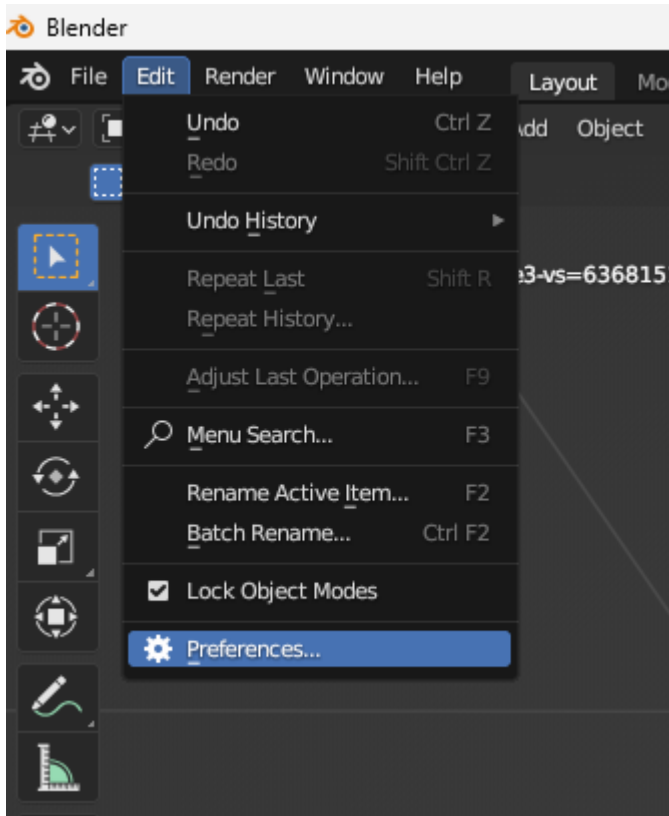 Blender
File Edit Render Window Help Layout
Object
Undo Ctrl Z
Redo Shift Ctrl Z
Undo History
Repeat Last Shift R
Repeat History...
Adjust Last Operation... F9
Menu Search... F3
Rename Active Item... F2
Batch Rename... Ctrl F2
Lock Object Modes
Preferences...
e3-vs=636815